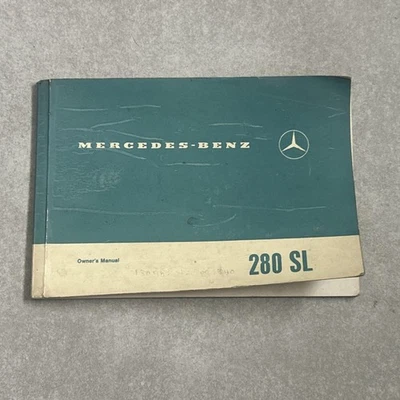 MERCEDES-BENZ
Owner's Manual
280 SL